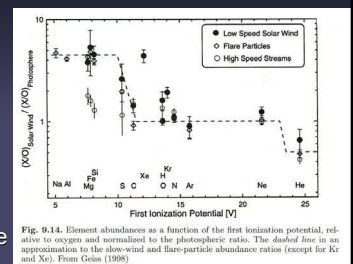 Low Speed Solar Wind
Flare Particles
High Speed Streams
(X/O)Solar Wind / (X/O)Photosphere
10
1
Si
Fe
Na Al Mg S C
Xe
H
O
Kr
N
Ar Ne He
5 10 15 20 25
First Ionization Potential [V]
e
Fig. 9.14. Element abundances as a function of the first ionization potential, rel-
ative to oxygen and normalized to the photospheric ratio. The dashed line in an
approximation to the slow-wind and flare-particle abundance ratios (except for Kr
and Xe). From Geiss (1998)